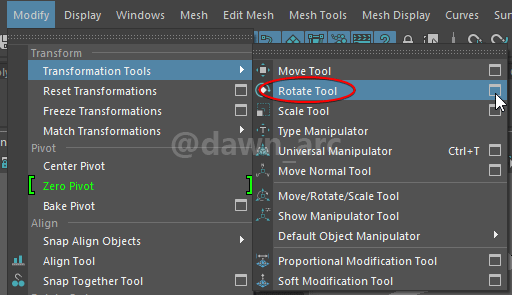 Modify Display Windows Mesh Edit Mesh Mesh Tools Mesh Display Curves
Transform
Transformation Tools
Reset Transformations
Freeze Transformations
Match Transformations
Pivot
Center Pivot
Zero Pivot
Bake Pivot
Align
Snap Align Objects
Align Tool
Snap Together Tool
Move Tool
Rotate Tool
Scale Tool
Type Manipulator
Universal Manipulator Ctrl+T
Move Normal Tool
Move/Rotate/Scale Tool
Show Manipulator Tool
Default Object Manipulator
Proportional Modification Tool
Soft Modification Tool
@dawn_arc